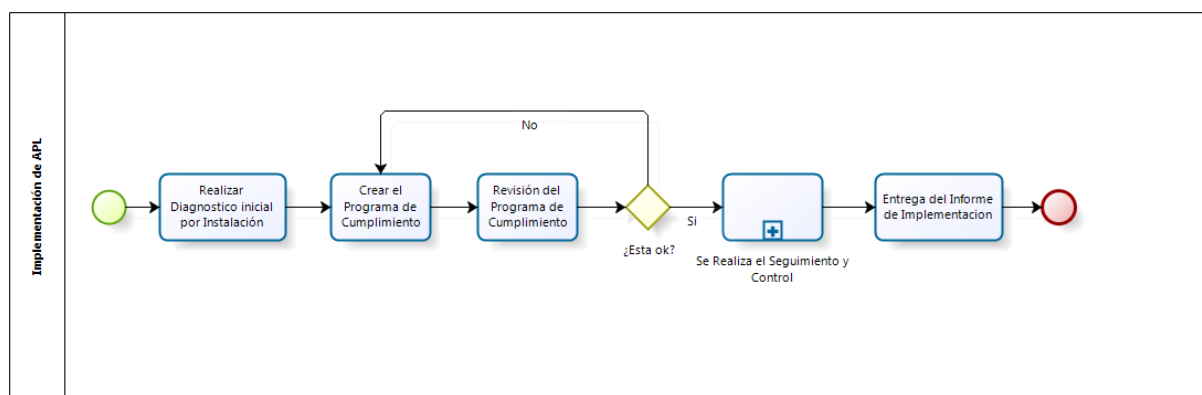 Implementación de APL
No
Realizar
Diagnostico inicial
por Instalación
Crear el
Programa de
Cumplimiento
Revisión del
Programa de
Cumplimiento
¿Esta ok?
Si
Se Realiza el Seguimiento y
Control
Entrega del Informe
de Implementacion